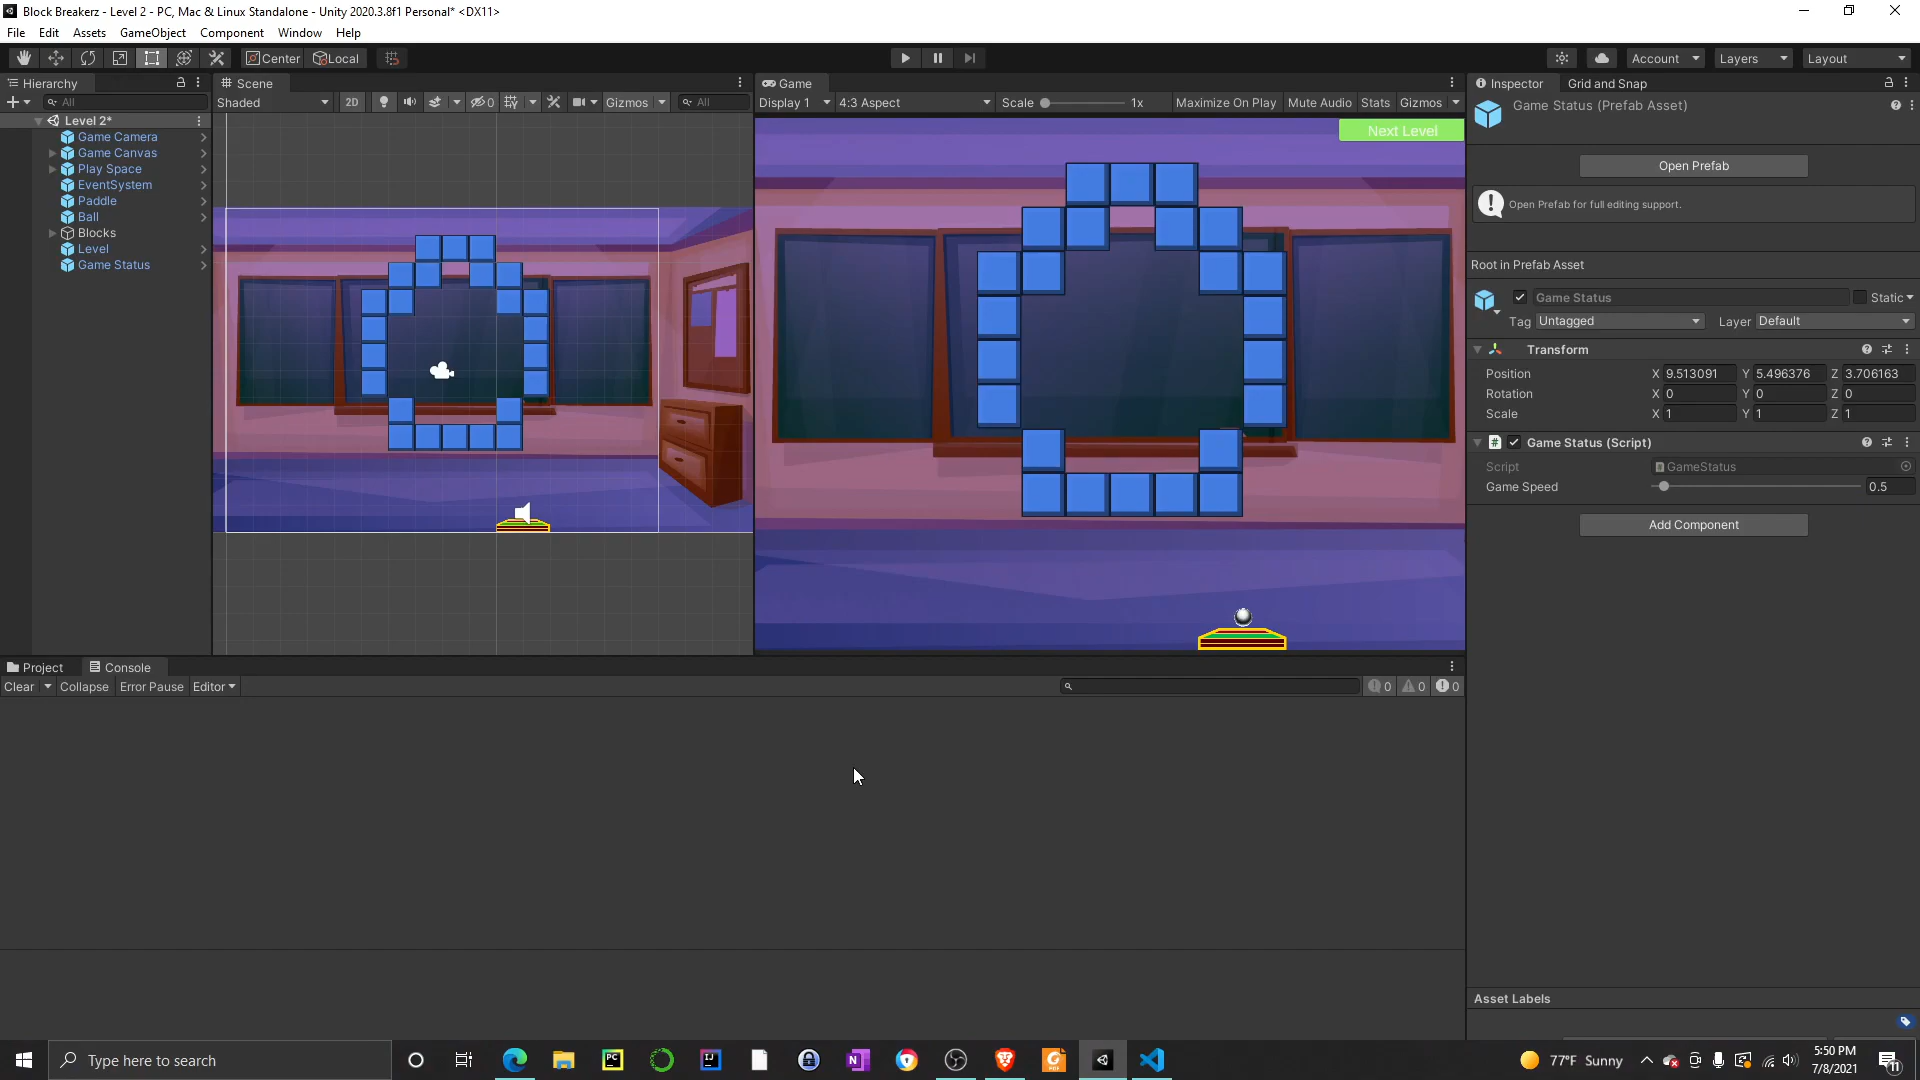 Block Breakerz - Level 2 - PC, Mac & Linux Standalone - Unity 2020.3.8f1 Personal* <DX11>
File Edit Assets GameObject Component Window Help
Center Local Account Layers Layout
Hierarchy
All
Level 2*
Game Camera
Game Canvas
Play Space
EventSystem
Paddle
Ball
Blocks
Level
Game Status
Scene
Shaded 2D 0 Gizmos All
Game
Display 1 4:3 Aspect Scale 1x Maximize On Play Mute Audio Stats Gizmos
Next Level
Inspector Grid and Snap
Game Status (Prefab Asset)
Open Prefab
Open Prefab for full editing support.
Root in Prefab Asset
Game Status Static
Tag Untagged Layer Default
Transform
Position X 9.513091 Y 5.496376 Z 3.706163
Rotation X 0 Y 0 Z 0
Scale X 1 Y 1 Z 1
Game Status (Script)
Script GameStatus
Game Speed 0.5
Add Component
Asset Labels
Project Console
Clear Collapse Error Pause Editor 0 0 0
Type here to search
77°F Sunny
5:50 PM
7/8/2021
11